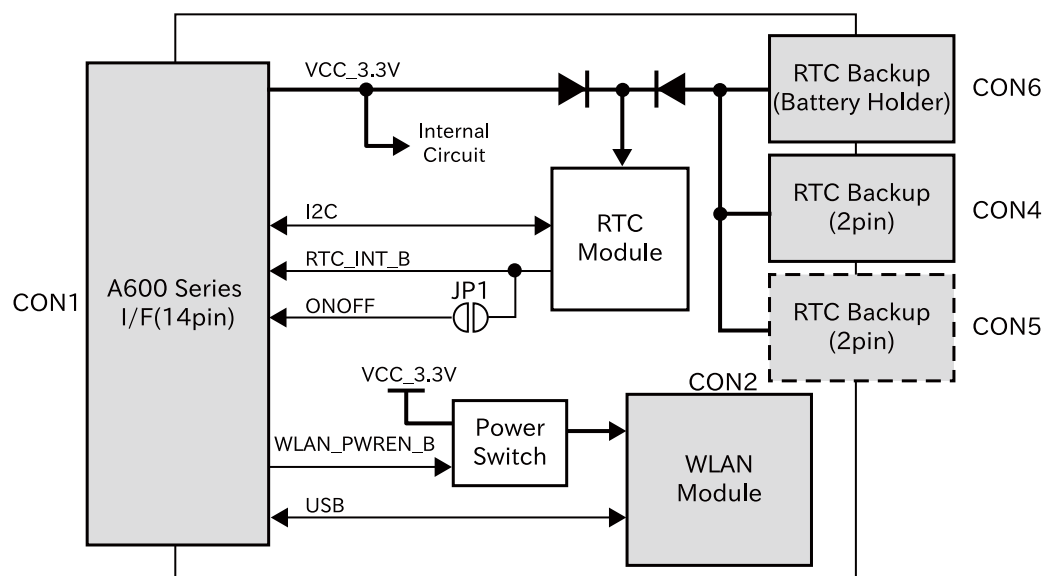 VCC_3.3V
RTC Backup
(Battery Holder)
CON6
Internal
Circuit
RTC Backup
(2pin)
CON4
I2C
RTC
Module
RTC_INT_B
CON1
A600 Series
I/F(14pin)
JP1
ONOFF
RTC Backup
(2pin)
CON5
VCC_3.3V
CON2
Power
Switch
WLAN_PWREN_B
WLAN
Module
USB